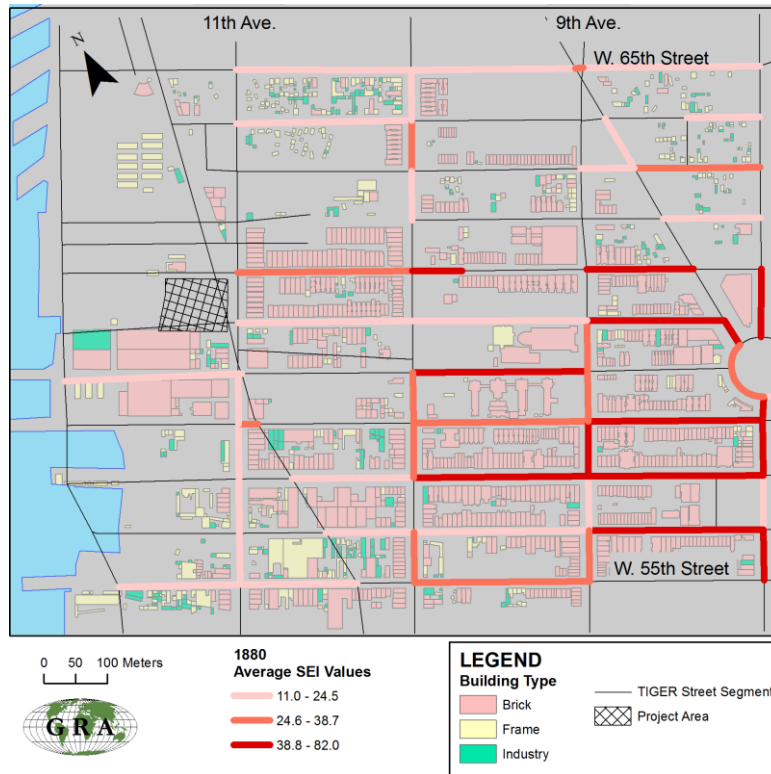 11th Ave.
9th Ave.
N
W. 65th Street
W. 55th Street
0 50 100 Meters
GRA
1880
Average SEI Values
11.0 - 24.5
24.6 - 38.7
38.8 - 82.0
LEGEND
Building Type
Brick
Frame
Industry
TIGER Street Segment
Project Area